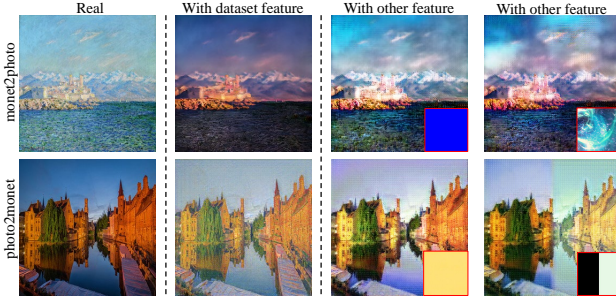 Real
With dataset feature
With other feature
With other feature
monet2photo
photo2monet